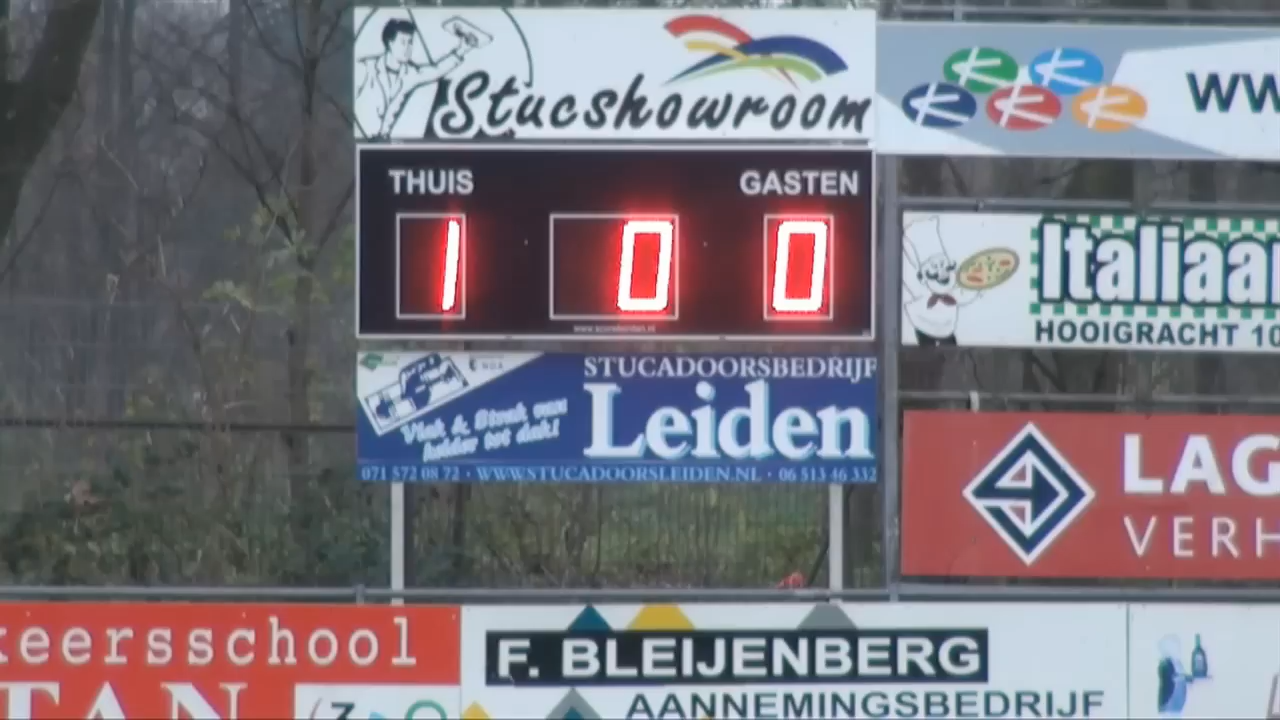 Stucshowroom
WW
THUIS
GASTEN
1 0 0
Italiaan
HOOIGRACHT 10
STUCADOORSBEDRIJF
Leiden
Vlak & Strak van
kelder tot dak!
071 572 08 72 · WWW.STUCADOORSLEIDEN.NL · 06 513 46 332
LAG
VERH
keersschool
TAN
F. BLEIJENBERG
AANNEMINGSBEDRIJF